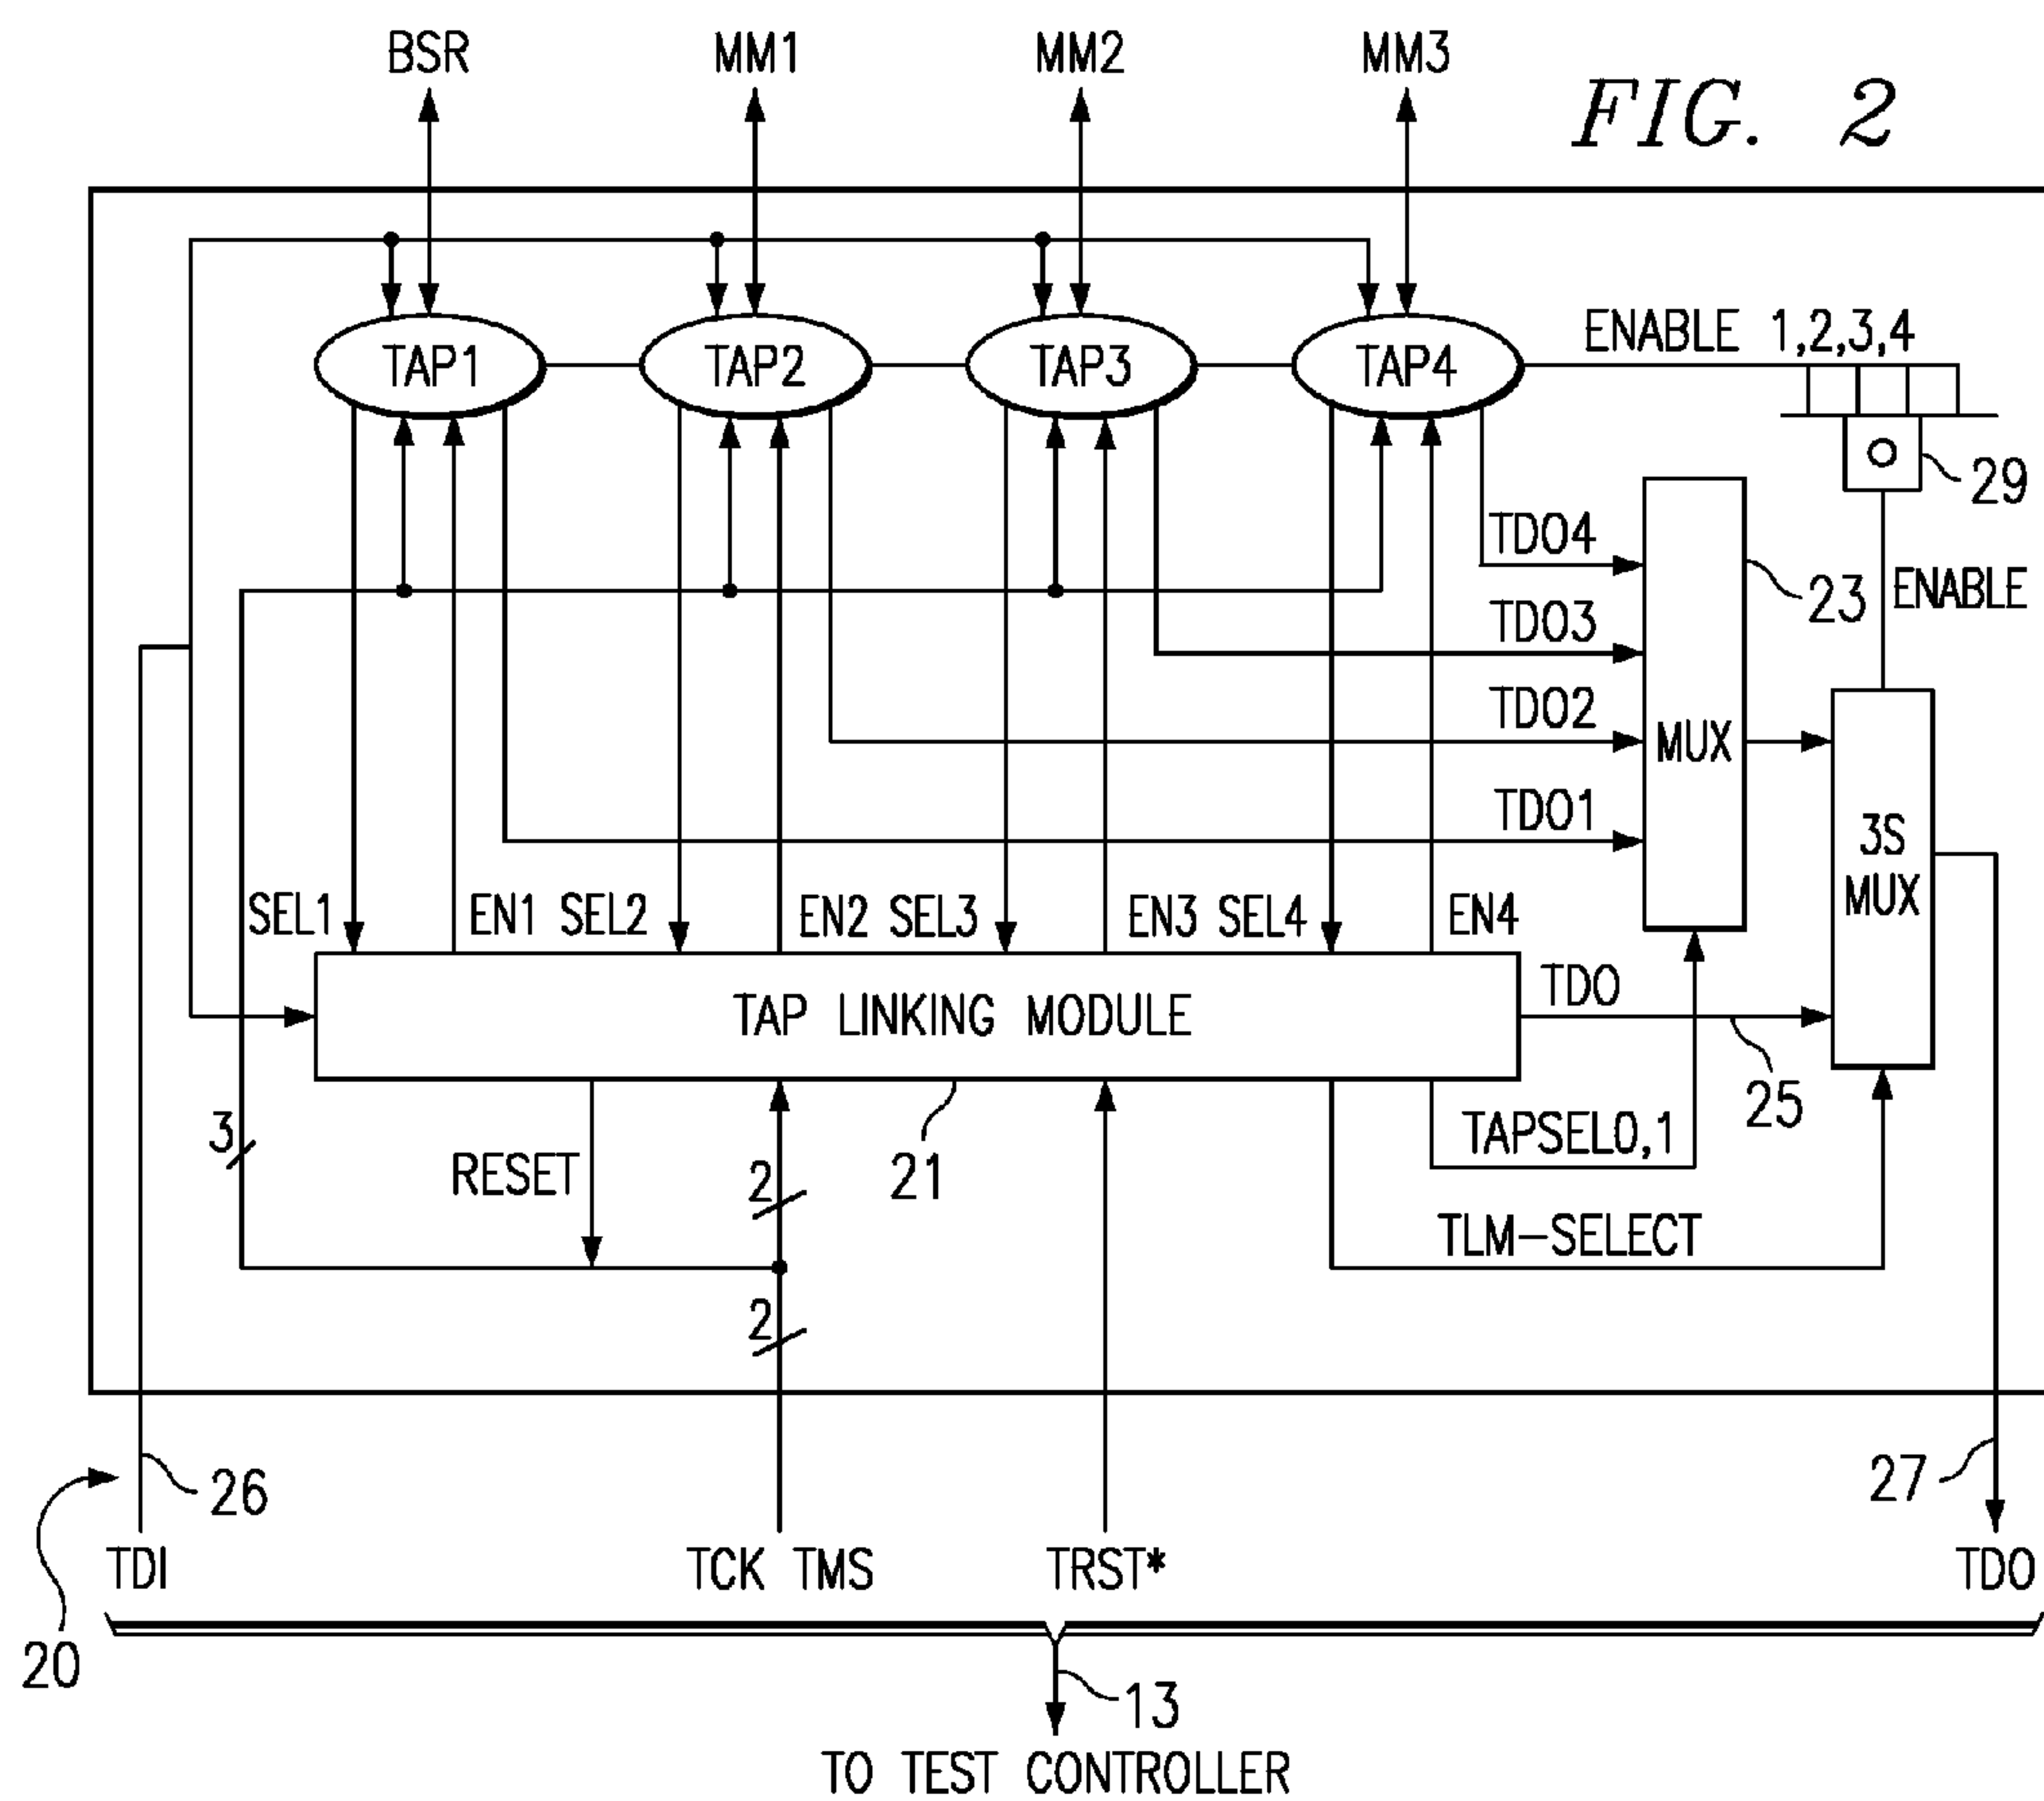 BSR MM1 MM2 MM3
FIG. 2
TAP1 TAP2 TAP3 TAP4
ENABLE 1,2,3,4
29
TDO4
23
ENABLE
TDO3
TDO2
MUX
TDO1
3S
MUX
SEL1 EN1 SEL2 EN2 SEL3 EN3 SEL4 EN4
TAP LINKING MODULE
TDO
25
3
RESET
2
21
TAPSEL0,1
TLM-SELECT
2
26
27
TDI TCK TMS TRST* TDO
20
13
TO TEST CONTROLLER